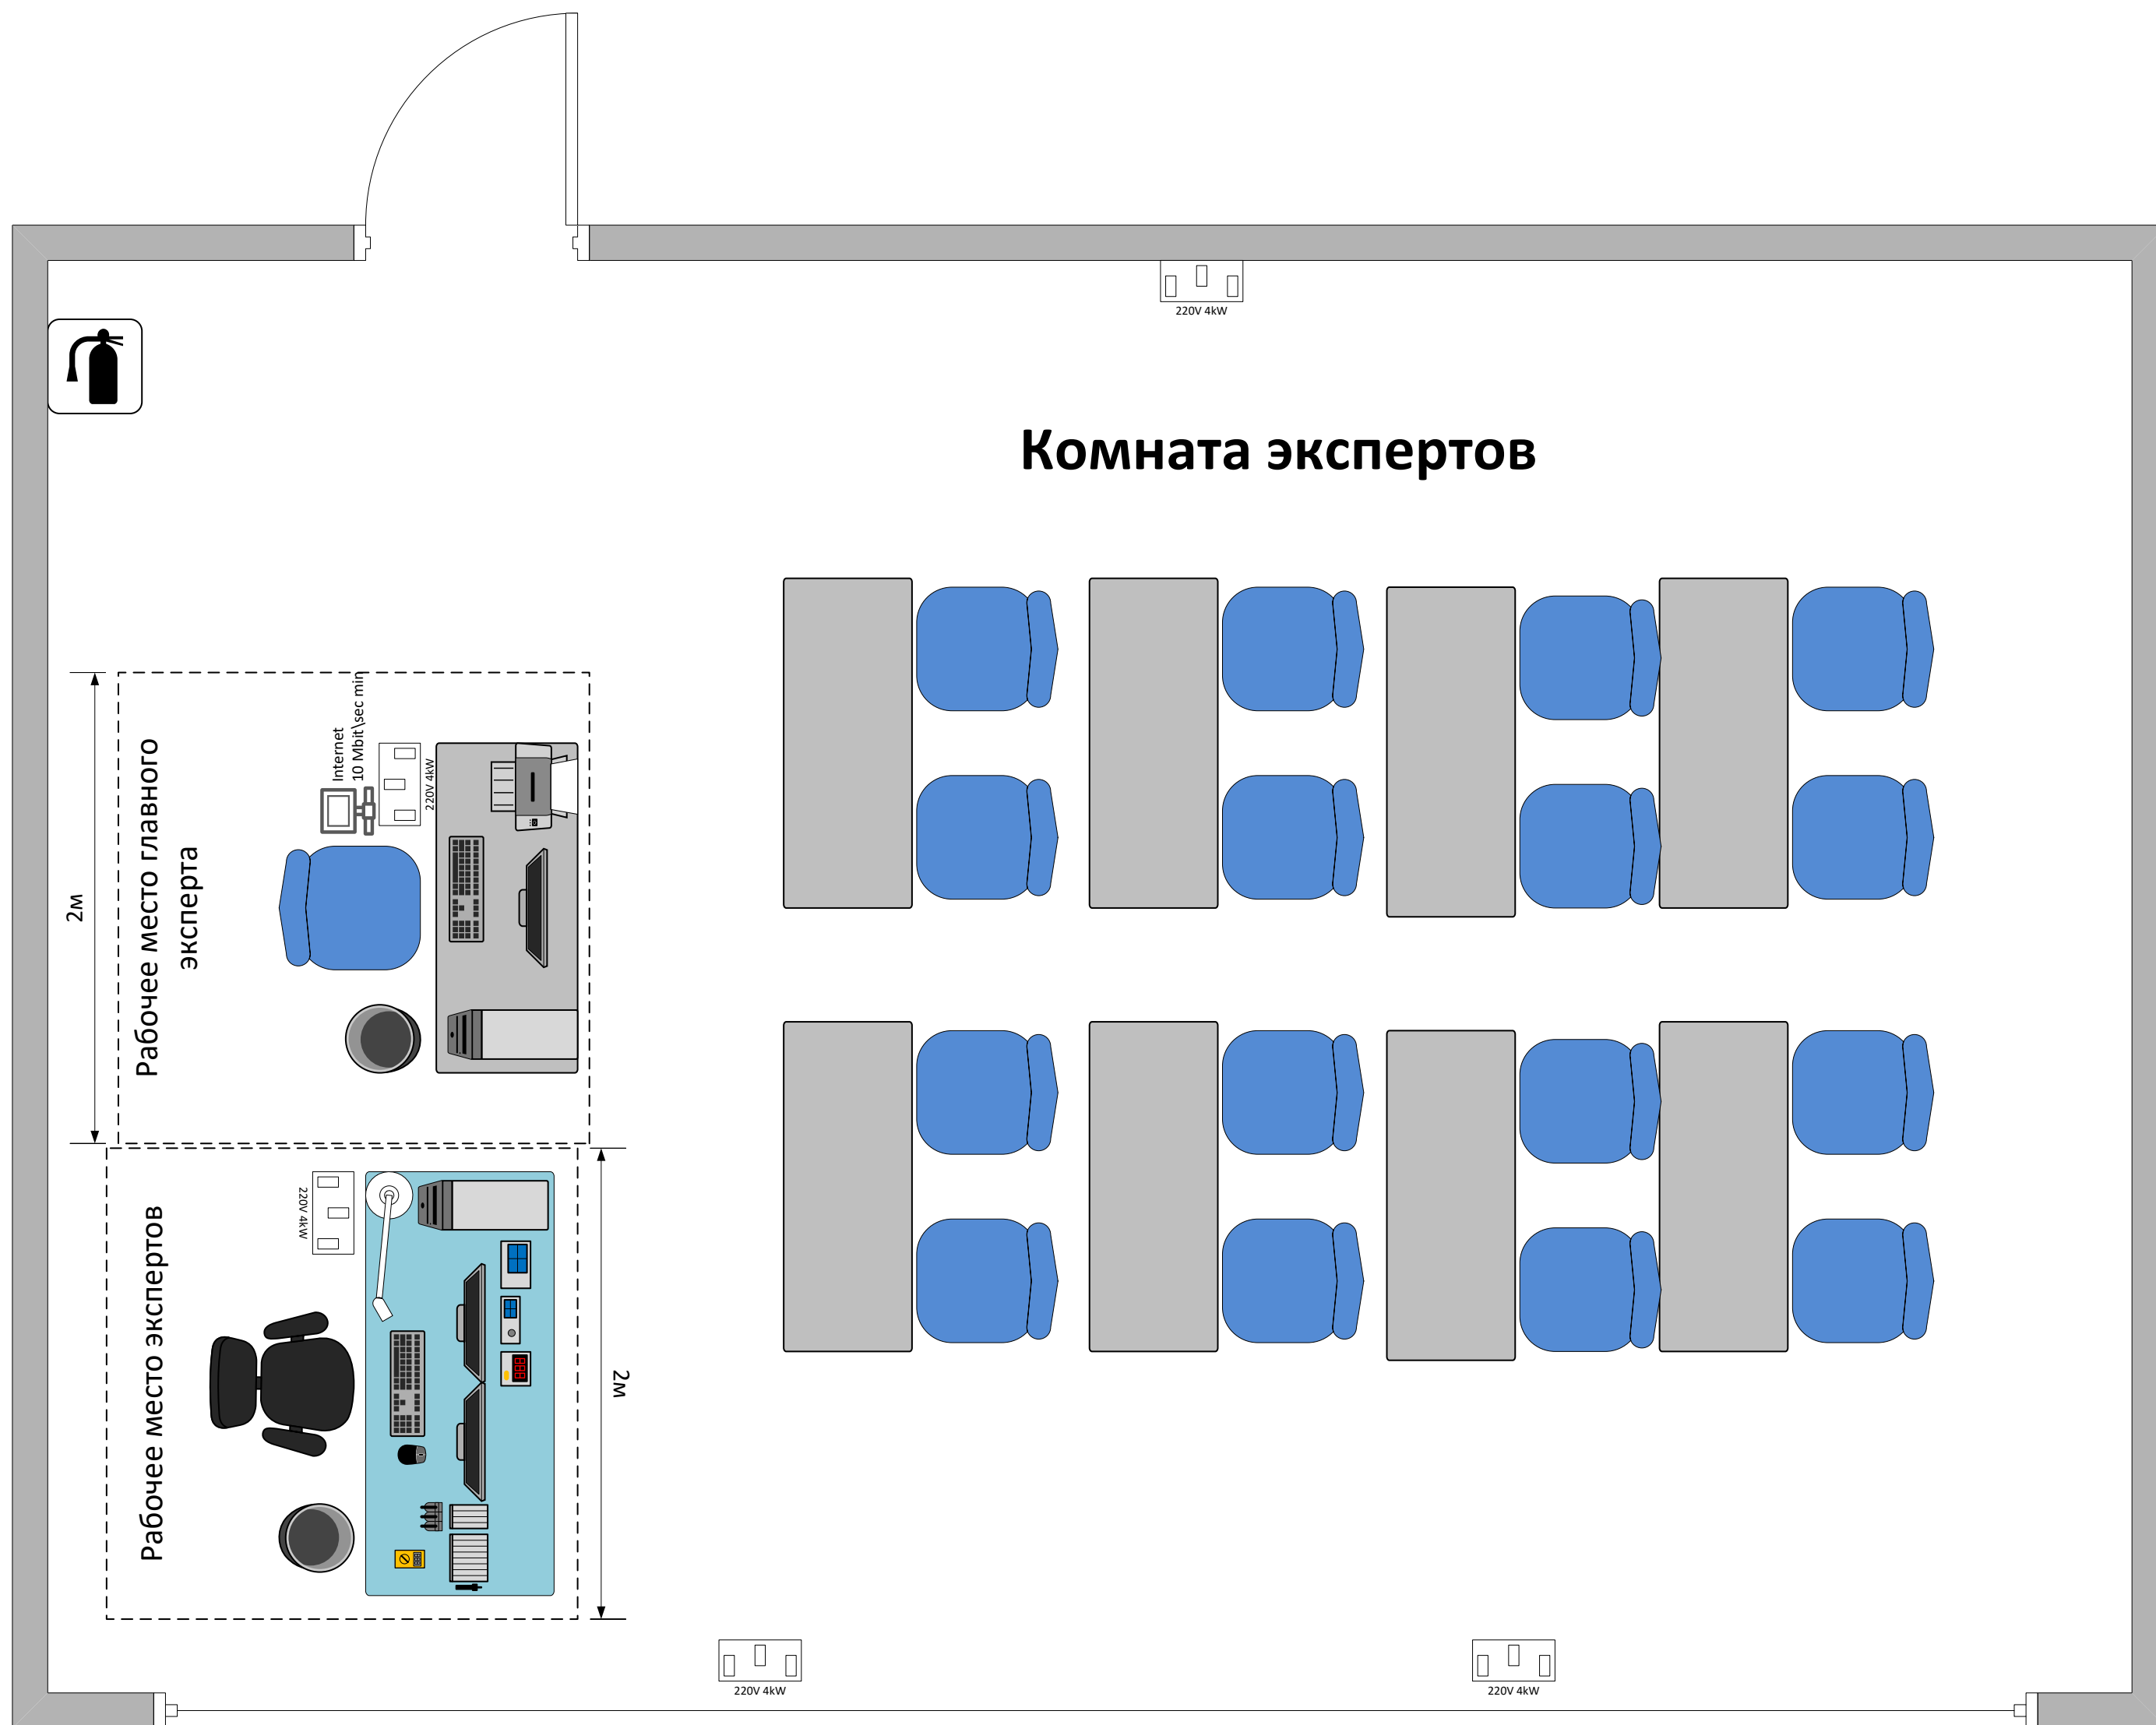 220V 4kW
Комната экспертов
Рабочее место главного
эксперта
Internet
10 Mbit\sec min
220V 4kW
2м
Рабочее место экспертов
220V 4kW
2м
220V 4kW
220V 4kW